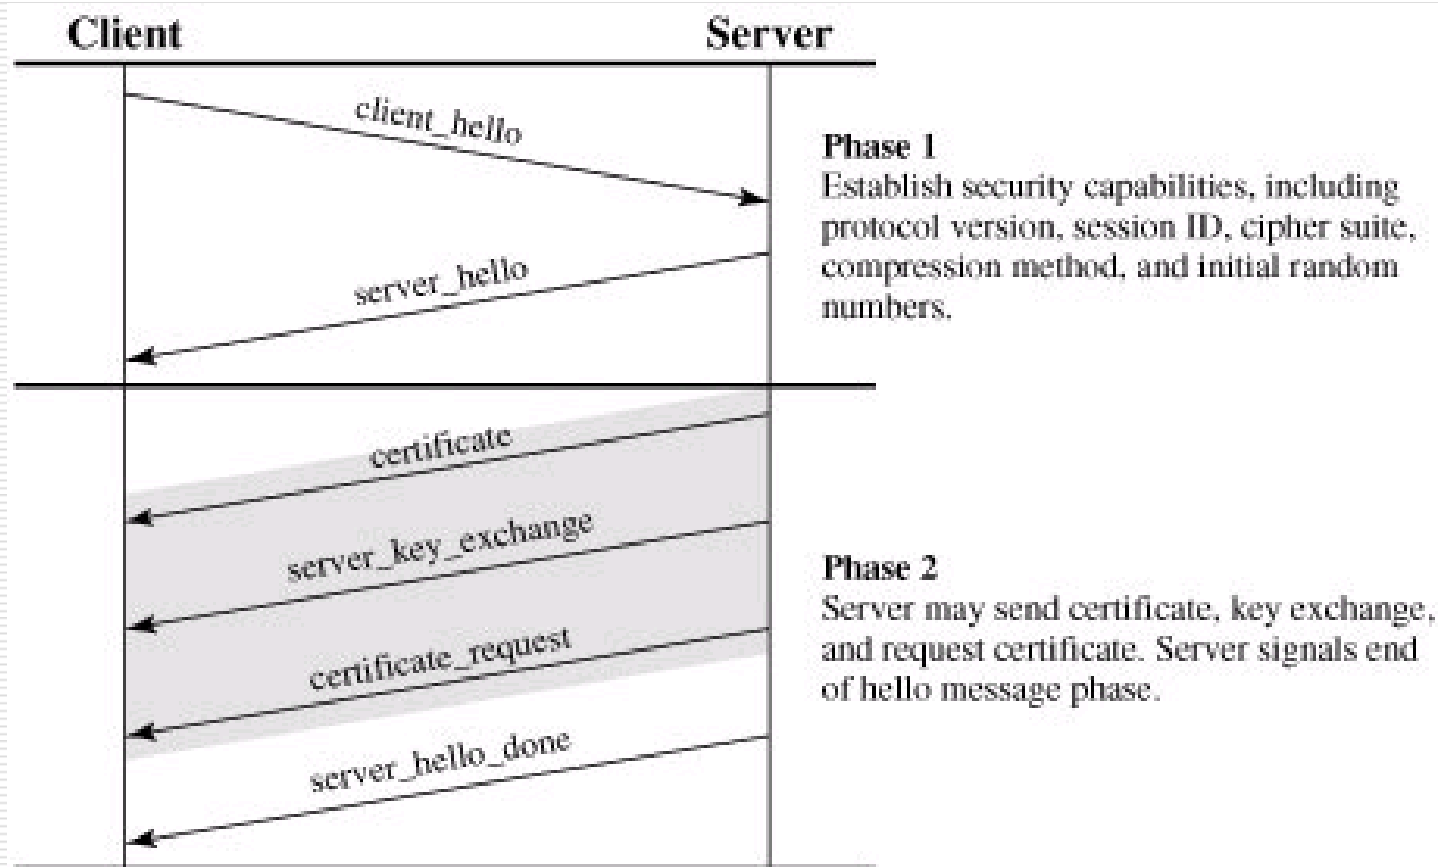 Client
Server
client_hello
server_hello
Phase 1
Establish security capabilities, including
protocol version, session ID, cipher suite,
compression method, and initial random
numbers.
certificate
server_key_exchange
certificate_request
server_hello_done
Phase 2
Server may send certificate, key exchange,
and request certificate. Server signals end
of hello message phase.